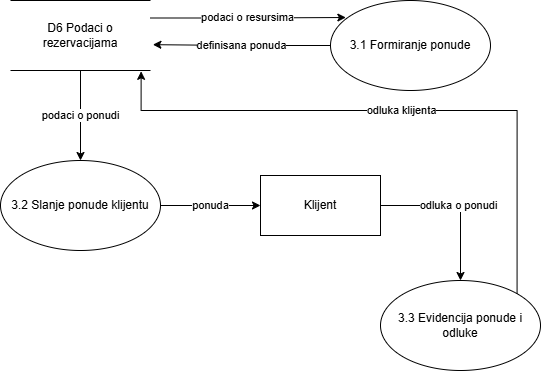 podaci o resursima
D6 Podaci o
rezervacijama
definisana ponuda
3.1 Formiranje ponude
podaci o ponudi
odluka klijenta
3.2 Slanje ponude klijentu
ponuda
Klijent
odluka o ponudi
3.3 Evidencija ponude i
odluke